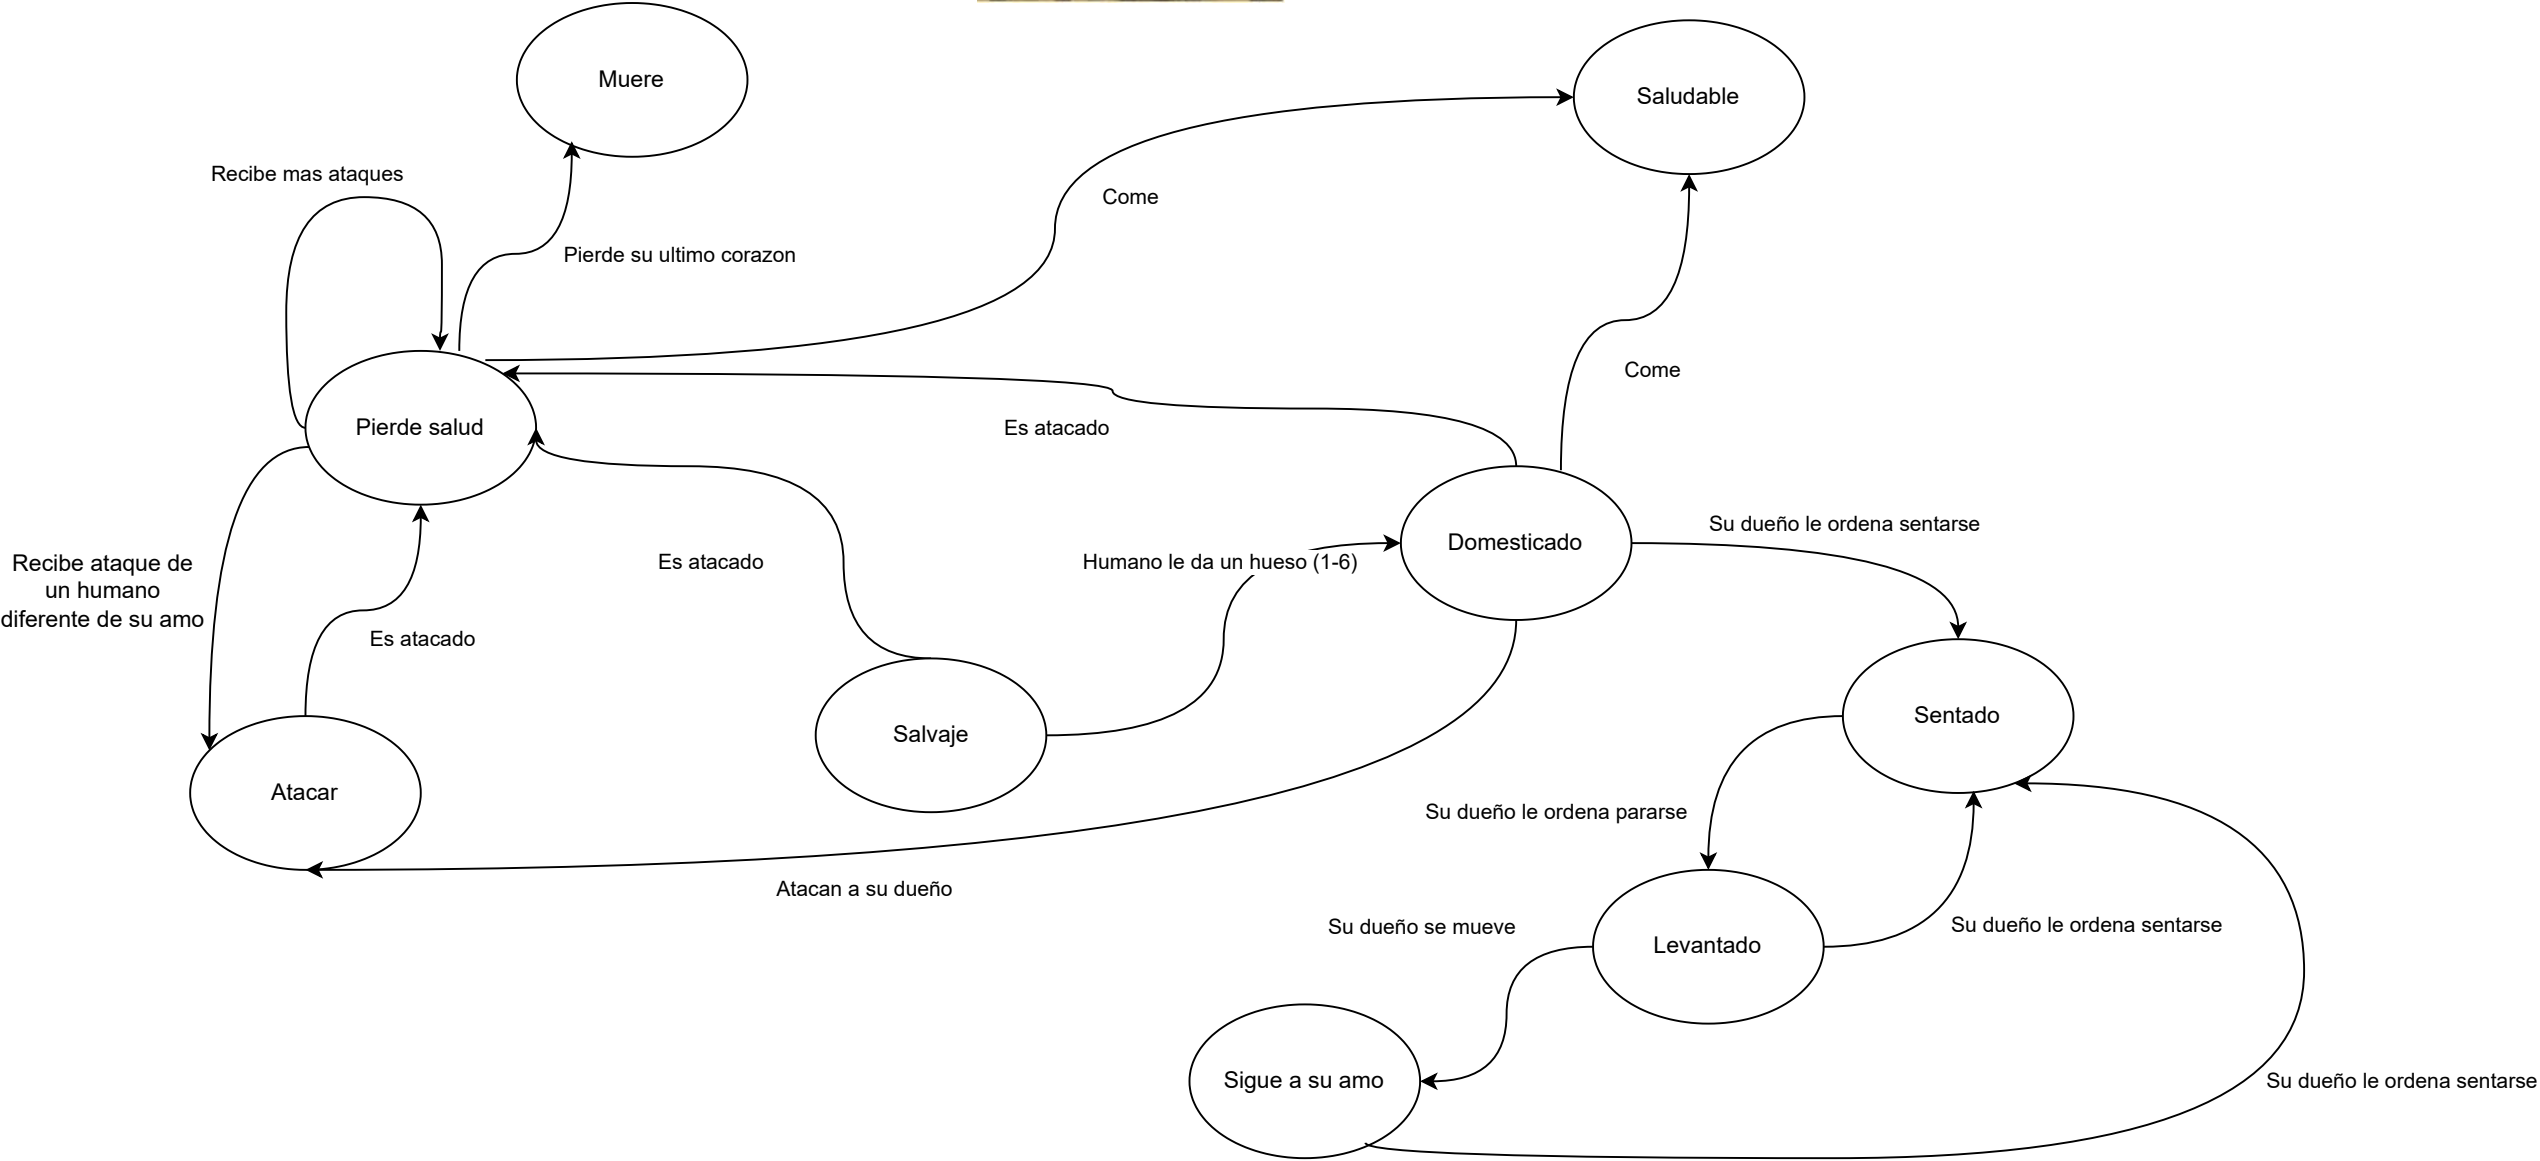 Muere
Saludable
Recibe mas ataques
Come
Pierde su ultimo corazon
Come
Pierde salud
Es atacado
Su dueño le ordena sentarse
Domesticado
Recibe ataque de
un humano
diferente de su amo
Es atacado
Humano le da un hueso (1-6)
Es atacado
Sentado
Salvaje
Atacar
Su dueño le ordena pararse
Atacan a su dueño
Su dueño se mueve
Su dueño le ordena sentarse
Levantado
Sigue a su amo
Su dueño le ordena sentarse